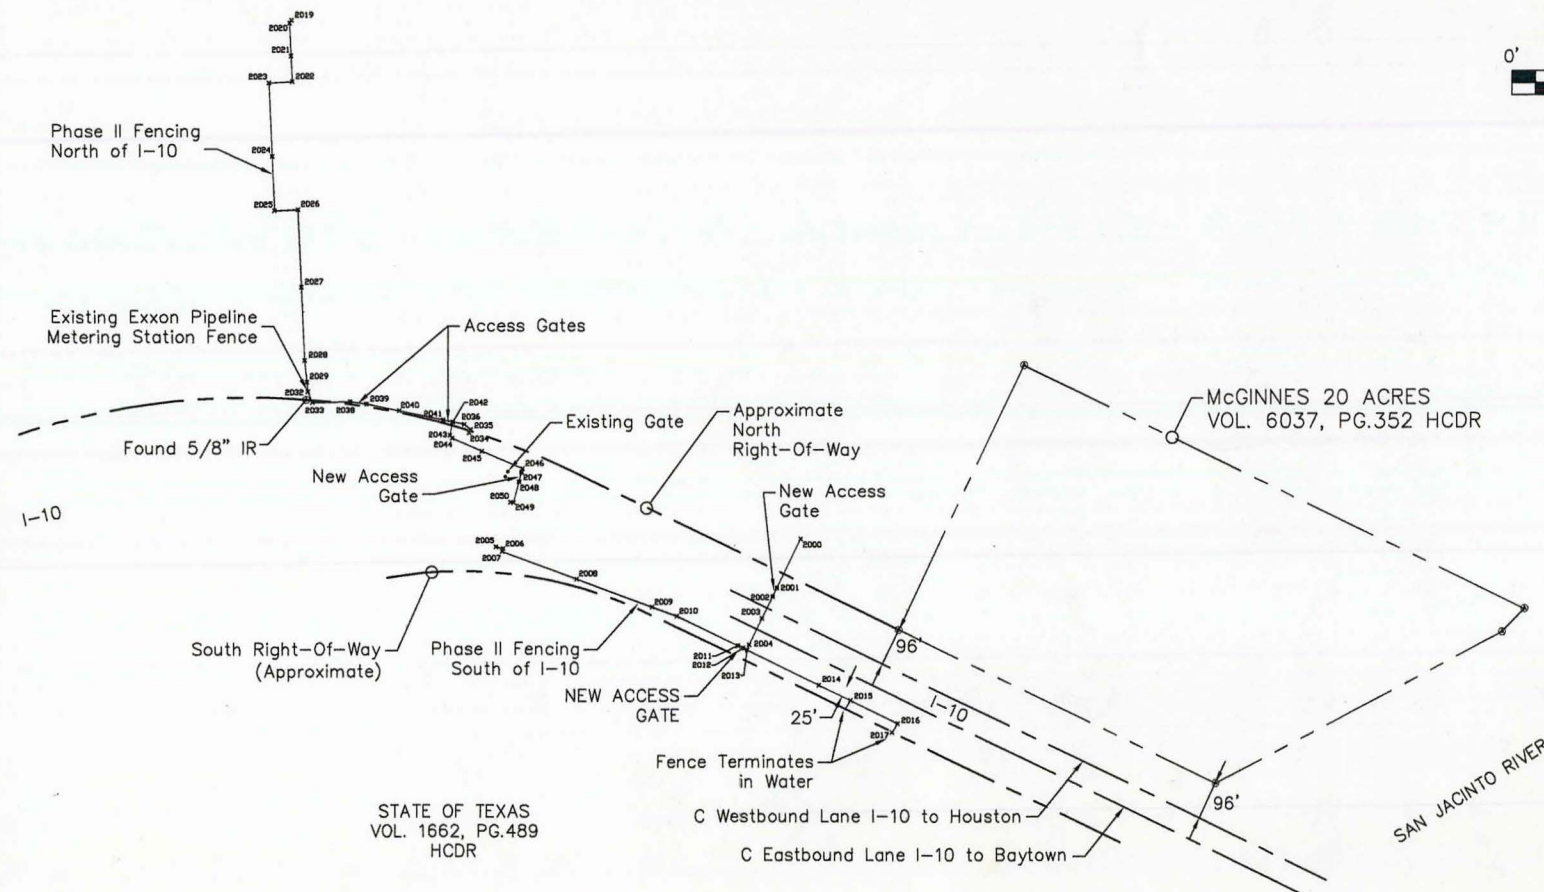 2019
2020
0'
2021
2023
2022
Phase II Fencing
North of I-10
2024
2025
2026
2027
Existing Exxon Pipeline
Metering Station Fence
Access Gates
2028
2029
2032
2033
2038
2039
2040
2041
2042
2036
2035
2034
2043
2044
2045
McGINNES 20 ACRES
VOL. 6037, PG.352 HCDR
Approximate
North
Right-Of-Way
Existing Gate
Found 5/8" IR
2046
2047
2048
2050
2049
New Access
Gate
New Access
Gate
I-10
2000
2005
2006
2007
2008
2001
2002
2003
2009
2010
2004
2011
2012
2013
96'
South Right-Of-Way
(Approximate)
Phase II Fencing
South of I-10
NEW ACCESS
GATE
2014
2015
I-10
25'
2016
2017
Fence Terminates
in Water
STATE OF TEXAS
VOL. 1662, PG.489
HCDR
C Westbound Lane I-10 to Houston
C Eastbound Lane I-10 to Baytown
96'
SAN JACINTO RIVER